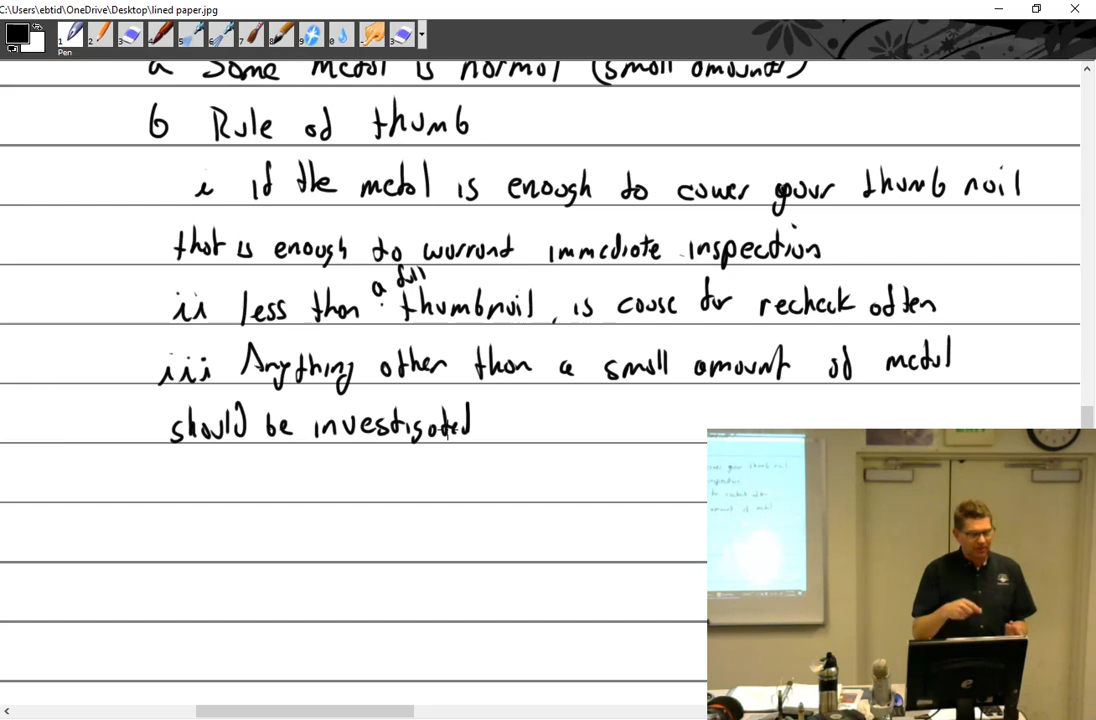 C:\Users\ebtid\OneDrive\Desktop\lined paper.jpg
Pen
a Some metal is normal (small amounts)
b Rule of thumb
i if the metal is enough to cover your thumb nail
that is enough to warrant immediate inspection
ii less than a full thumbnail, is cause for recheck often
iii Anything other than a small amount of metal
should be investigated